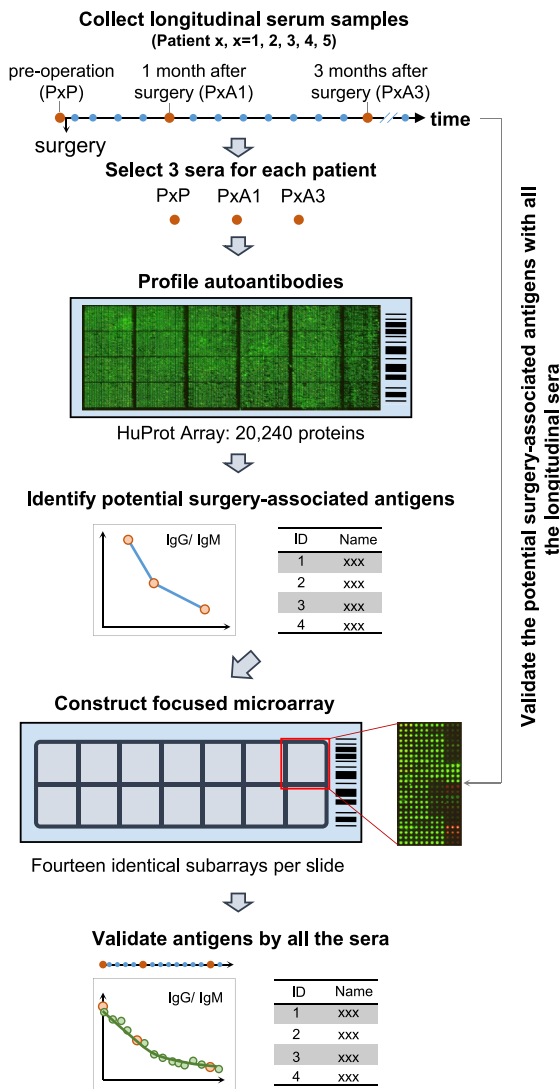 Collect longitudinal serum samples
(Patient x, x=1, 2, 3, 4, 5)
pre-operation
(PxP)
1 month after
surgery (PxA1)
3 months after
surgery (PxA3)
time
surgery
Select 3 sera for each patient
PxP PxA1 PxA3
Profile autoantibodies
HuProt Array: 20,240 proteins
Identify potential surgery-associated antigens
IgG/ IgM
ID Name
1 xxx
2 xxx
3 xxx
4 xxx
Construct focused microarray
Fourteen identical subarrays per slide
Validate antigens by all the sera
IgG/ IgM
ID Name
1 xxx
2 xxx
3 xxx
4 xxx
Validate the potential surgery-associated antigens with all
the longitudinal sera